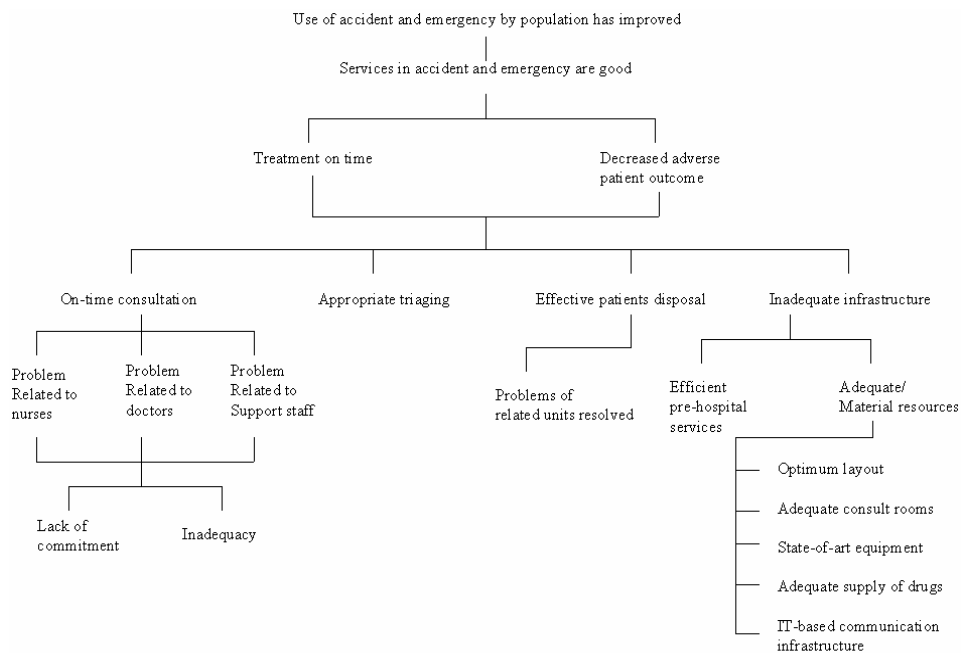 Use of accident and emergency by population has improved
Services in accident and emergency are good
Treatment on time
Decreased adverse
patient outcome
On-time consultation
Appropriate triaging
Effective patients disposal
Inadequate infrastructure
Problem
Related to
nurses
Problem
Related to
doctors
Problem
Related to
Support staff
Problems of
related units resolved
Efficient
pre-hospital
services
Adequate/
Material resources
Lack of
commitment
Inadequacy
Optimum layout
Adequate consult rooms
State-of-art equipment
Adequate supply of drugs
IT-based communication
infrastructure